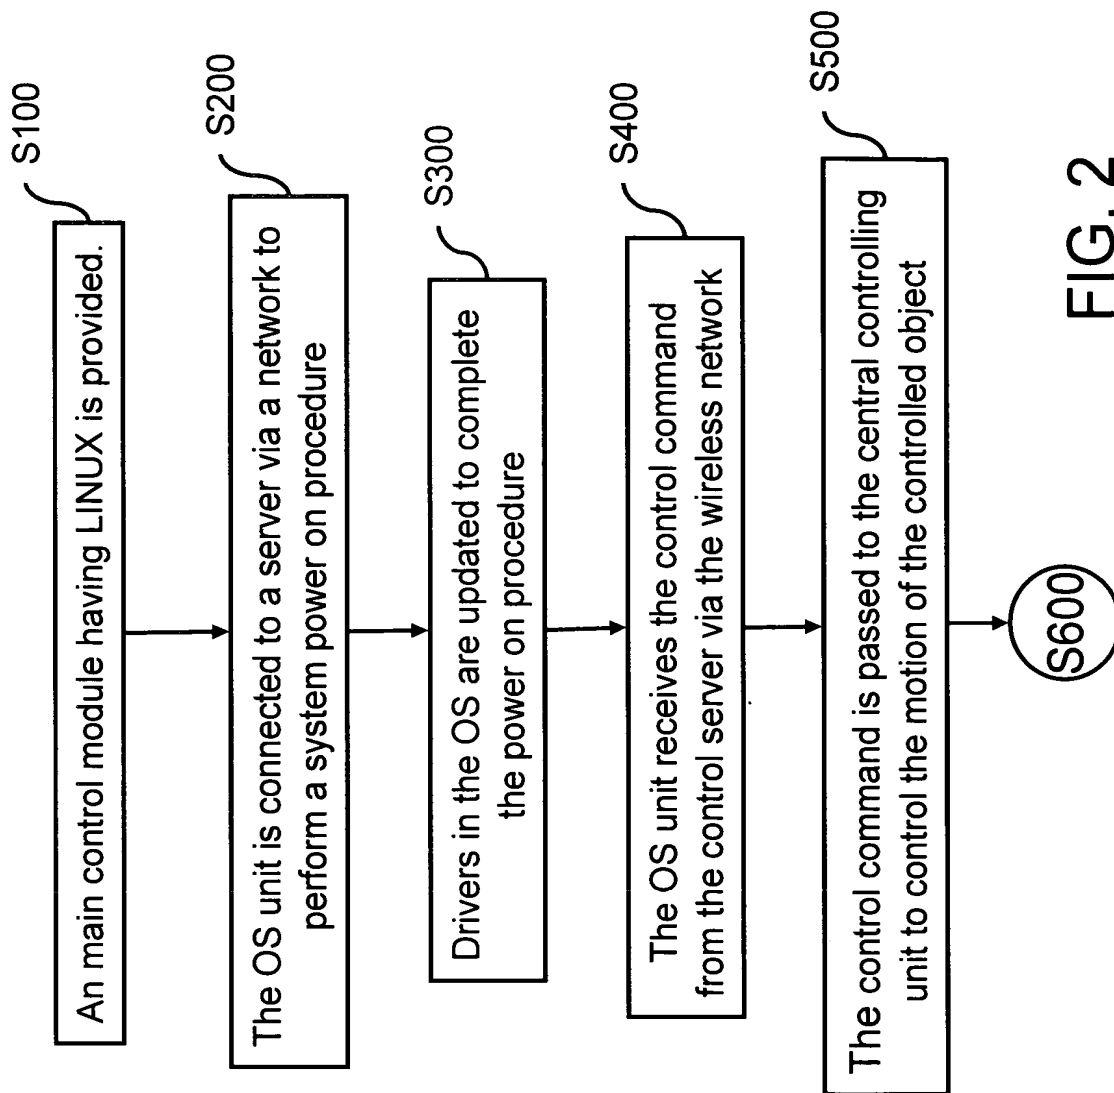 S100
An main control module having LINUX is provided.
S200
The OS unit is connected to a server via a network to
perform a system power on procedure
S300
Drivers in the OS are updated to complete
the power on procedure
S400
The OS unit receives the control command
from the control server via the wireless network
S500
The control command is passed to the central controlling
unit to control the motion of the controlled object
S600
FIG. 2